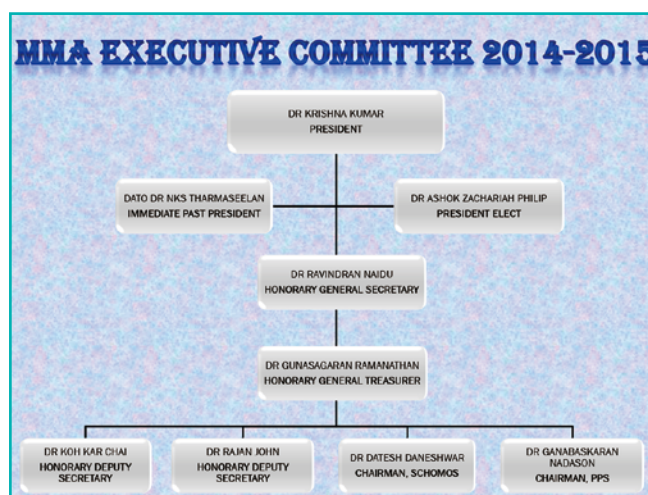 MMA EXECUTIVE COMMITTEE 2014-2015
DR KRISHNA KUMAR
PRESIDENT
DATO DR NKS THARMASEELAN
IMMEDIATE PAST PRESIDENT
DR ASHOK ZACHARIAH PHILIP
PRESIDENT ELECT
DR RAVINDRAN NAIDU
HONORARY GENERAL SECRETARY
DR GUNASAGARAN RAMANATHAN
HONORARY GENERAL TREASURER
DR KOH KAR CHAI
HONORARY DEPUTY
SECRETARY
DR RAJAN JOHN
HONORARY DEPUTY
SECRETARY
DR DATESH DANESHWAR
CHAIRMAN, SCHOMOS
DR GANABASKARAN
NADASON
CHAIRMAN, PPS